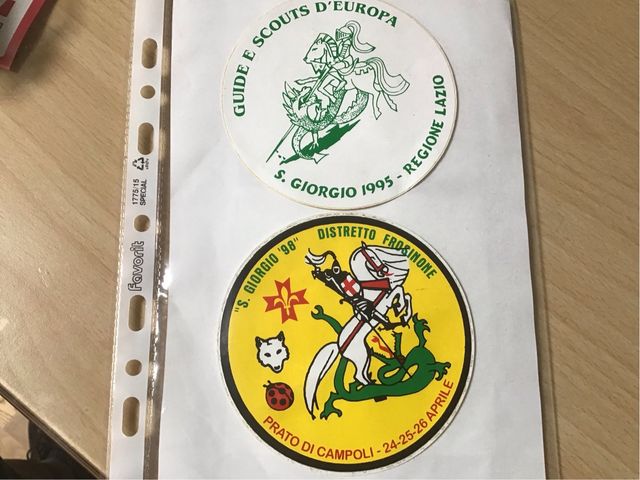 GUIDE E SCOUTS D'EUROPA
S. GIORGIO 1995 - REGIONE LAZIO
"S. GIORGIO '98" DISTRETTO FROSINONE
PRATO DI CAMPOLI - 24-25-26 APRILE
Favorit
1775/15
SPECIAL